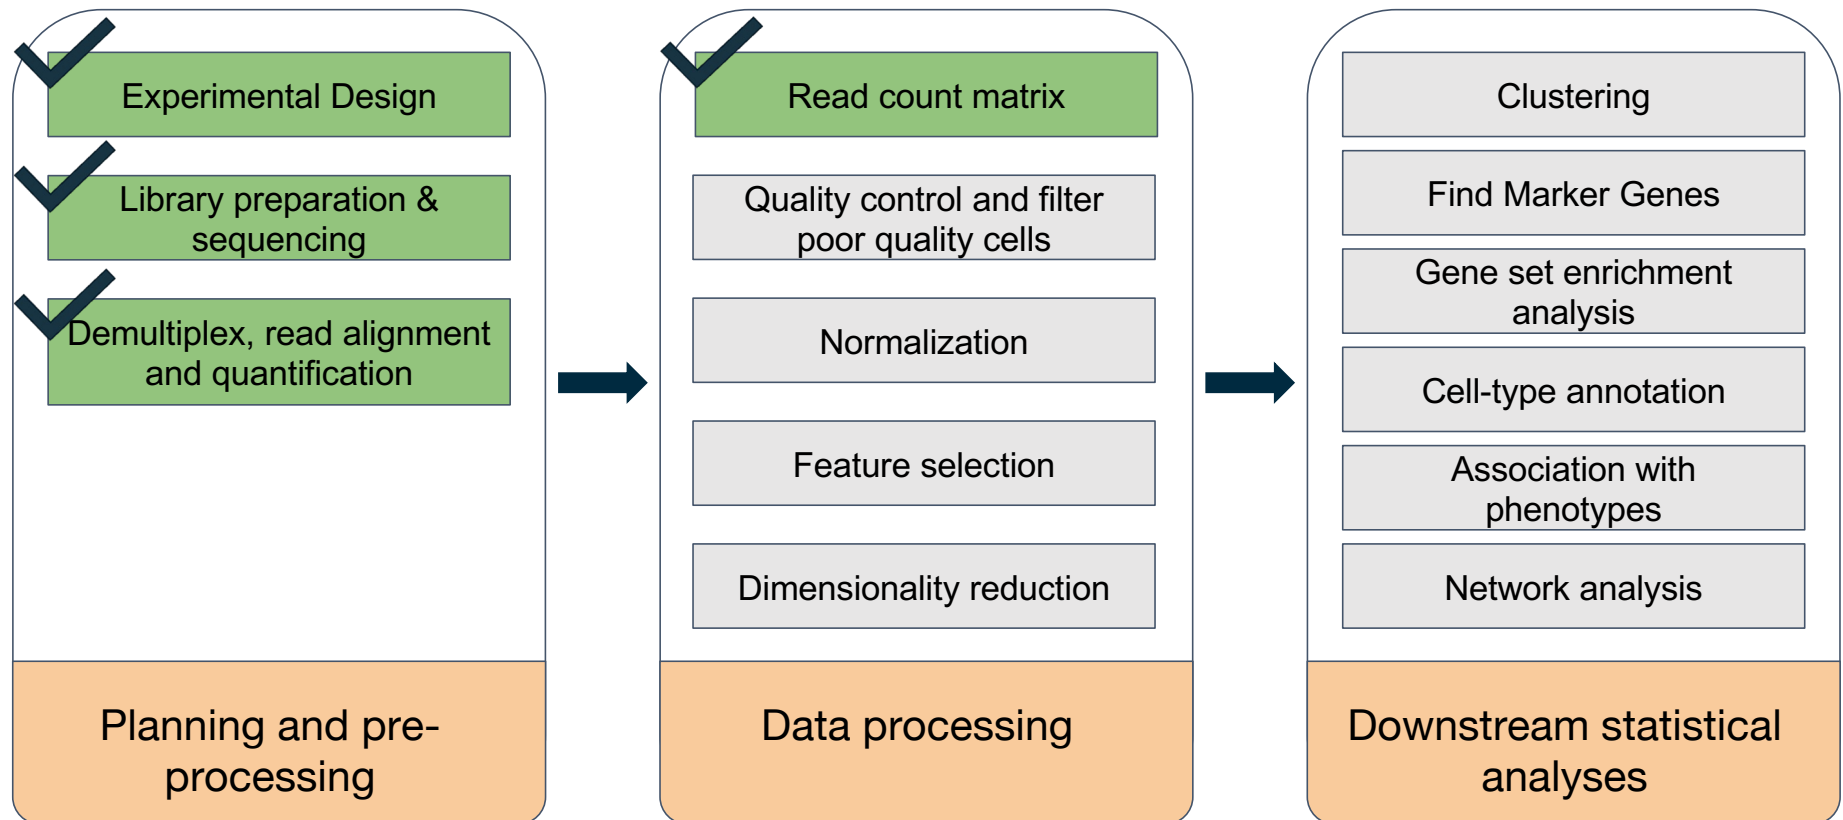 Experimental Design
Library preparation &
sequencing
Demultiplex, read alignment
and quantification
Planning and pre-
processing
Read count matrix
Quality control and filter
poor quality cells
Normalization
Feature selection
Dimensionality reduction
Data processing
Clustering
Find Marker Genes
Gene set enrichment
analysis
Cell-type annotation
Association with
phenotypes
Network analysis
Downstream statistical
analyses